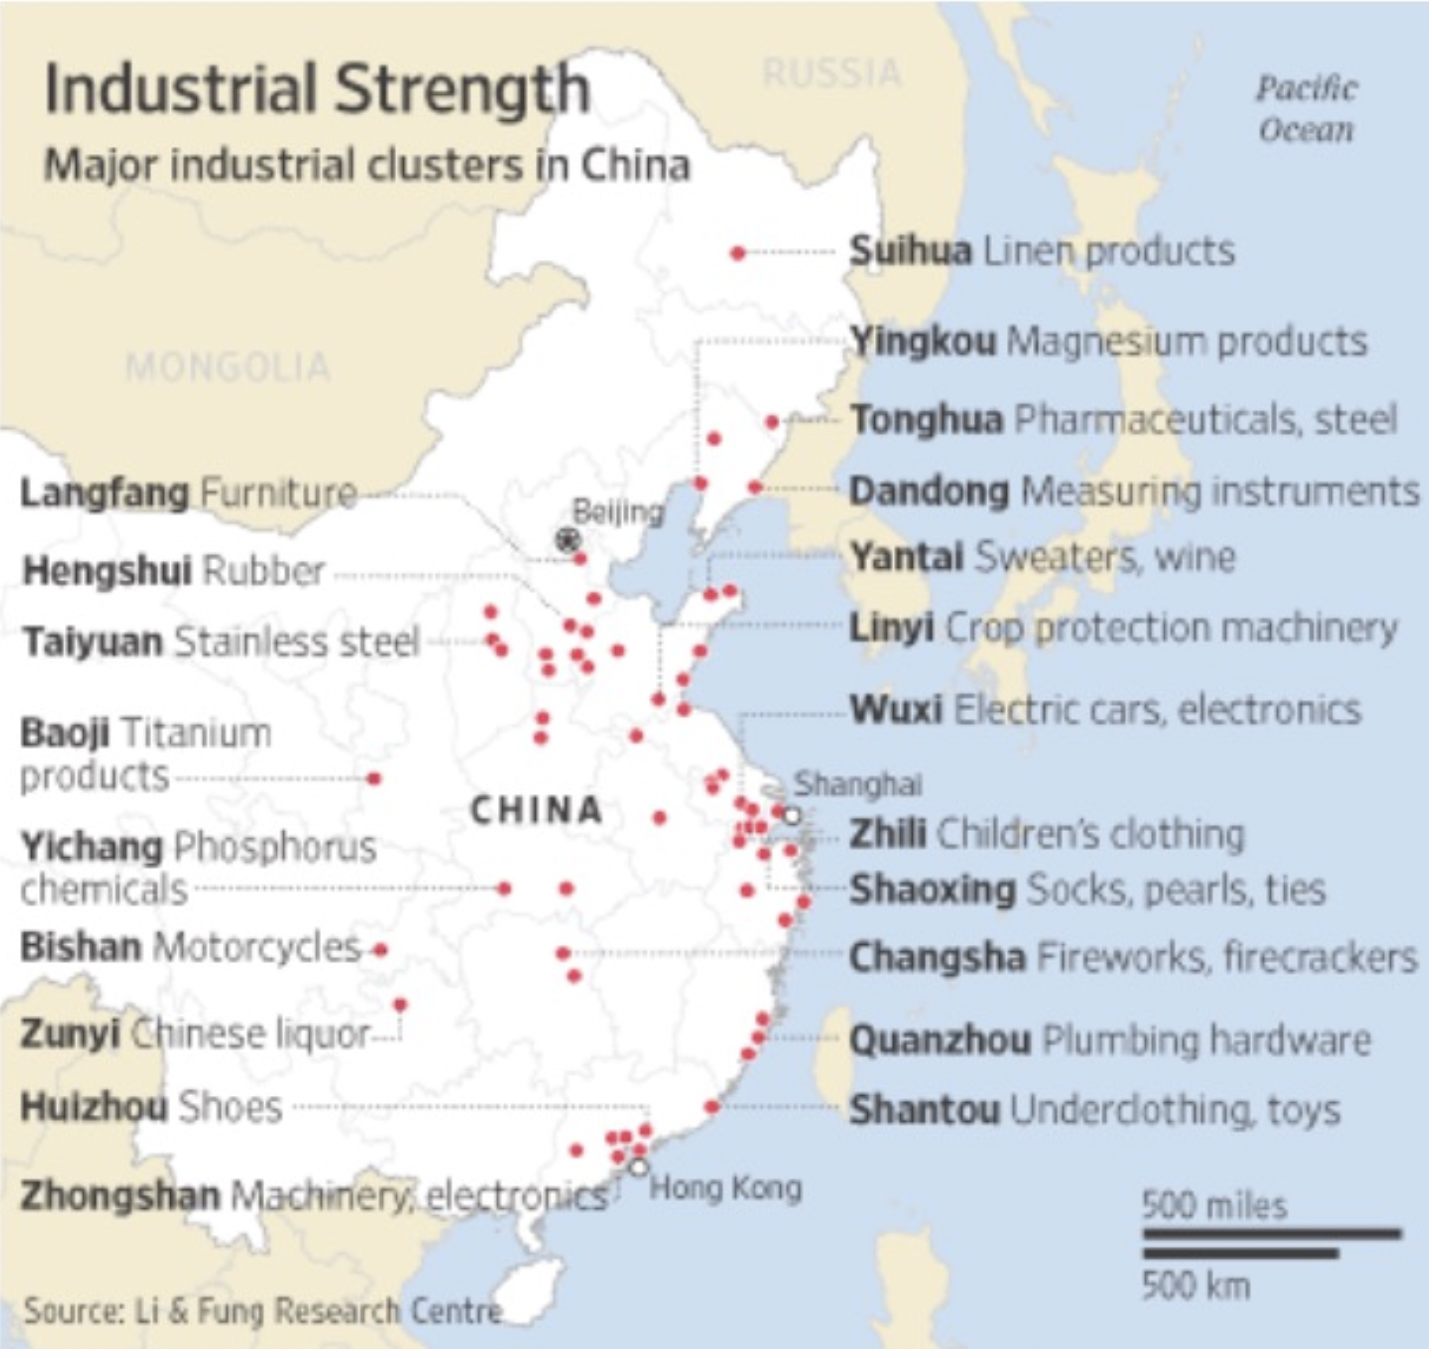 Industrial Strength
Major industrial clusters in China
RUSSIA
Pacific
Ocean
MONGOLIA
Suihua Linen products
Yingkou Magnesium products
Tonghua Pharmaceuticals, steel
Dandong Measuring instruments
Yantai Sweaters, wine
Linyi Crop protection machinery
Wuxi Electric cars, electronics
Shanghai
Zhili Children's clothing
Shaoxing Socks, pearls, ties
Changsha Fireworks, firecrackers
Quanzhou Plumbing hardware
Shantou Underclothing, toys
Langfang Furniture
Beijing
Hengshui Rubber
Taiyuan Stainless steel
Baoji Titanium
products
CHINA
Yichang Phosphorus
chemicals
Bishan Motorcycles
Zunyi Chinese liquor
Huizhou Shoes
Zhongshan Machinery, electronics
Hong Kong
500 miles
500 km
Source: Li & Fung Research Centre